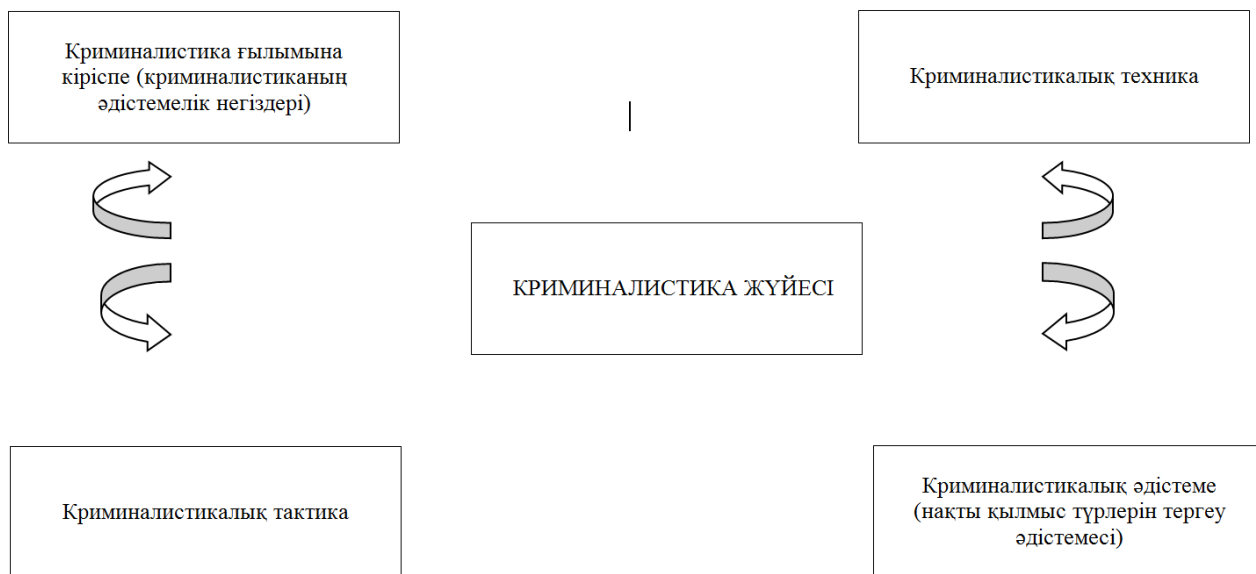 Криминалистика ғылымына
кіріспе (криминалистиканың
әдістемелік негіздері)
Криминалистикалық техника
КРИМИНАЛИСТИКА ЖҮЙЕСІ
Криминалистикалық тактика
Криминалистикалық әдістеме
(нақты қылмыс түрлерін тергеу
әдістемесі)